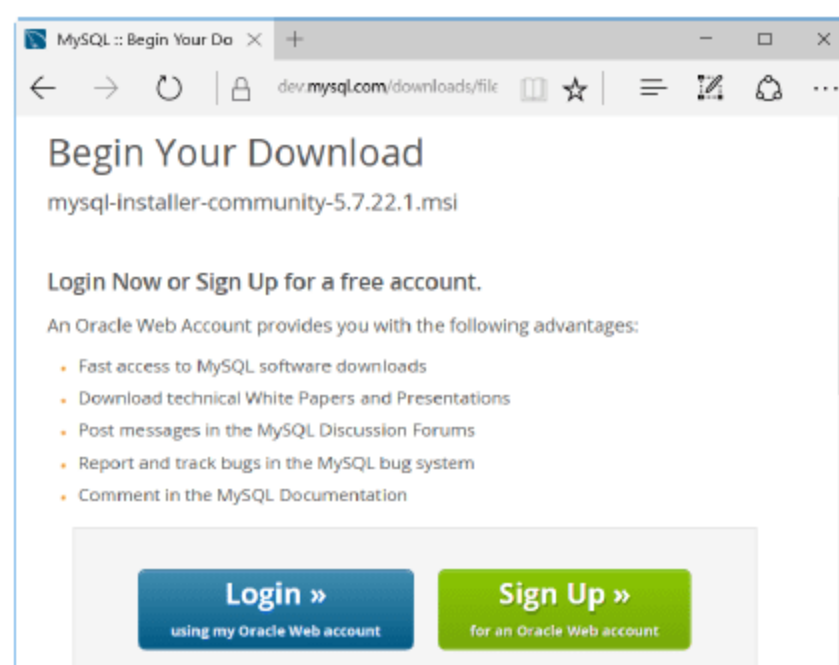 MySQL :: Begin Your Do
dev.mysql.com/downloads/file
Begin Your Download
mysql-installer-community-5.7.22.1.msi
Login Now or Sign Up for a free account.
An Oracle Web Account provides you with the following advantages:
Fast access to MySQL software downloads
Download technical White Papers and Presentations
Post messages in the MySQL Discussion Forums
Report and track bugs in the MySQL bug system
Comment in the MySQL Documentation
Login »
using my Oracle Web account
Sign Up »
for an Oracle Web account